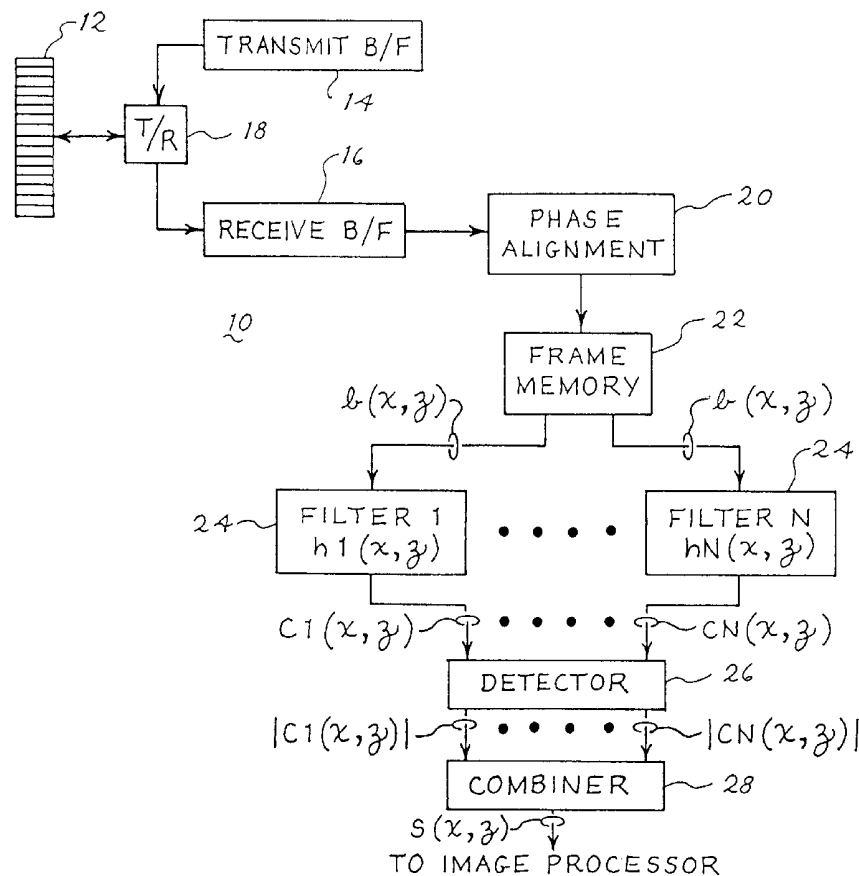 12
TRANSMIT B/F
14
T/R
18
16
RECEIVE B/F
PHASE
ALIGNMENT
20
10
FRAME
MEMORY
22
b(x,z)
b(x,z)
24
FILTER 1
h1(x,z)
FILTER N
hN(x,z)
24
C1(x,z)
CN(x,z)
DETECTOR
26
|C1(x,z)|
|CN(x,z)|
COMBINER
28
S(x,z)
TO IMAGE PROCESSOR